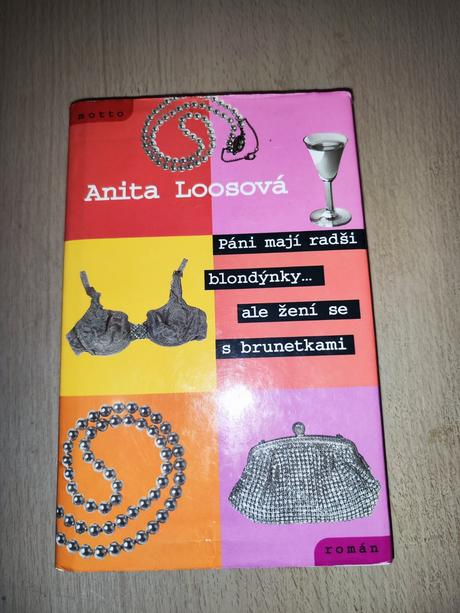 motto
Anita Loosová
Páni mají radši
blondýnky...
ale žení se
s brunetkami
román